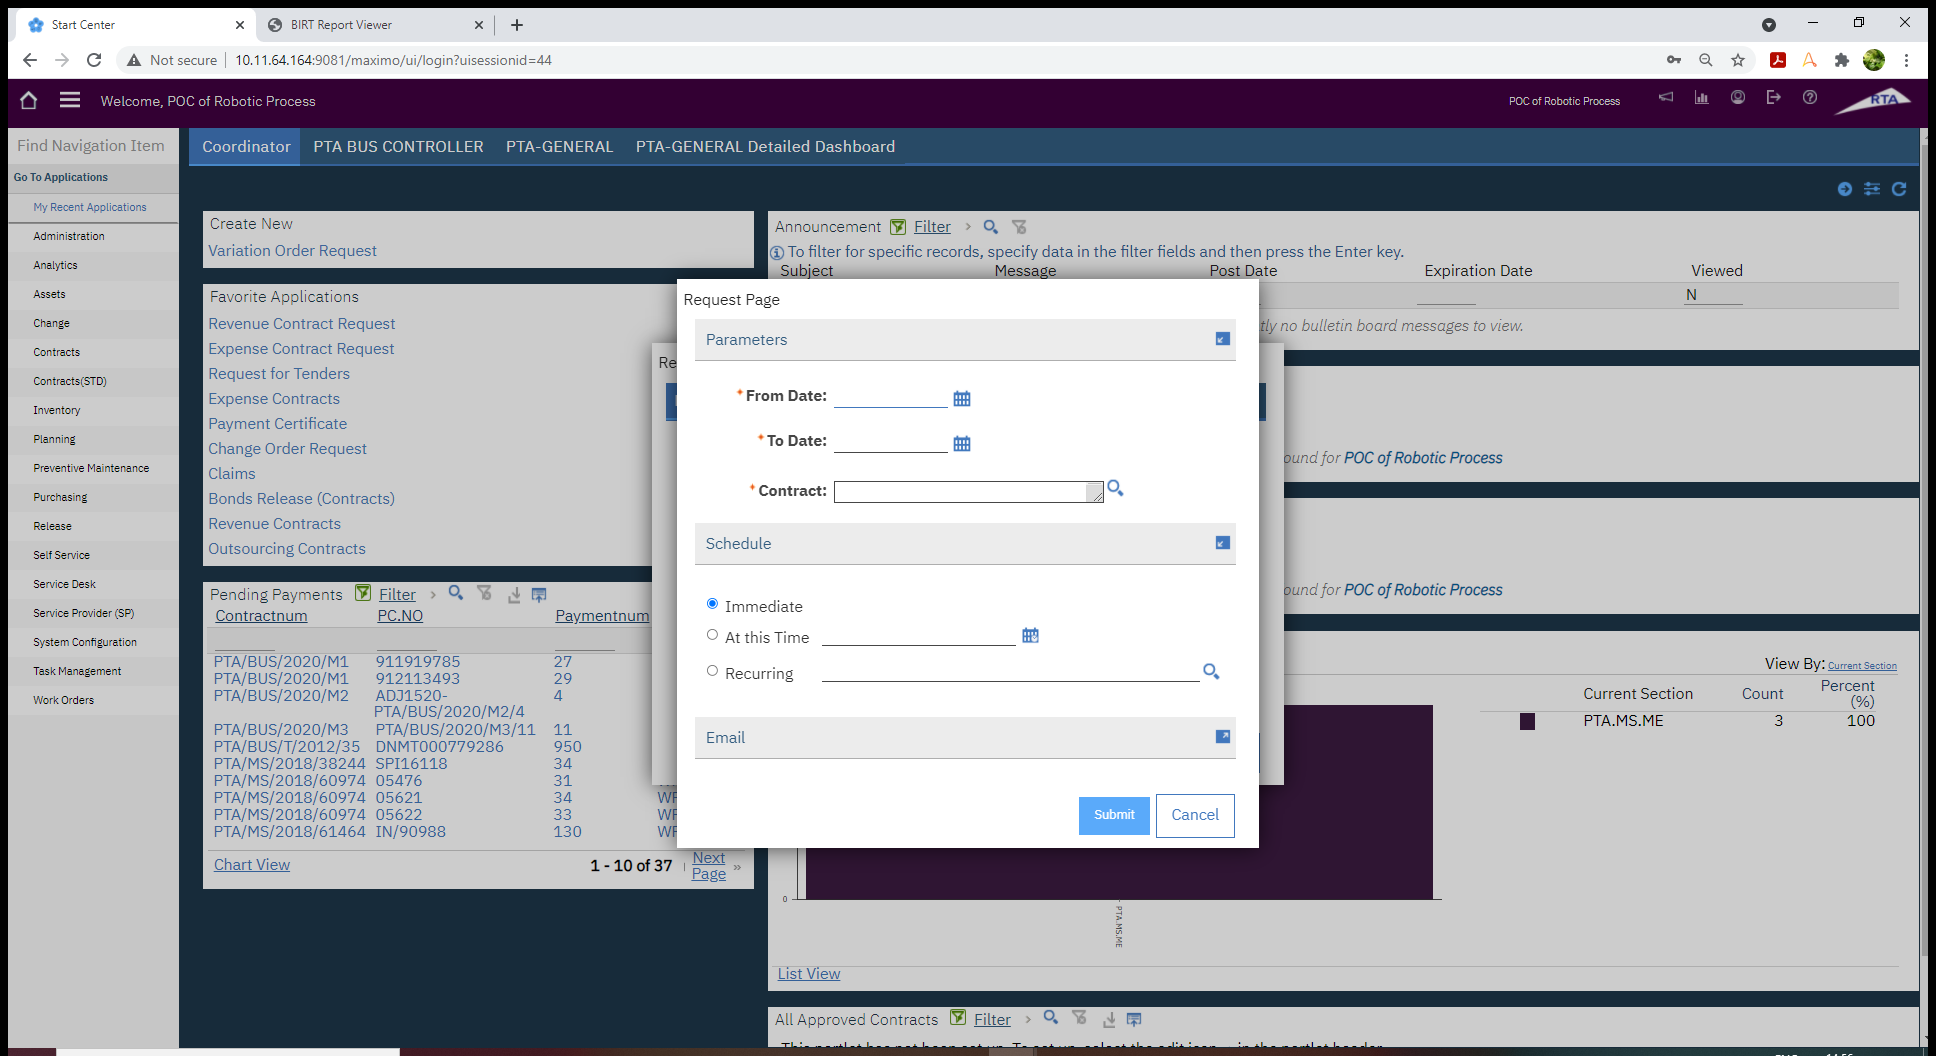 Start Center
BIRT Report Viewer
Not secure
10.11.64.164:9081/maximo/ui/login?uisessionid=44
Welcome, POC of Robotic Process
POC of Robotic Process
RTA
Find Navigation Item
Go To Applications
My Recent Applications
Administration
Analytics
Assets
Change
Contracts
Contracts(STD)
Inventory
Planning
Preventive Maintenance
Purchasing
Release
Self Service
Service Desk
Service Provider (SP)
System Configuration
Task Management
Work Orders
Coordinator PTA BUS CONTROLLER PTA-GENERAL PTA-GENERAL Detailed Dashboard
Create New
Variation Order Request
Favorite Applications
Revenue Contract Request
Expense Contract Request
Request for Tenders
Expense Contracts
Payment Certificate
Change Order Request
Claims
Bonds Release (Contracts)
Revenue Contracts
Outsourcing Contracts
Pending Payments Filter
Contractnum PC.NO Paymentnum
PTA/BUS/2020/M1 911919785 27
PTA/BUS/2020/M1 912113493 29
PTA/BUS/2020/M2 ADJ1520- 4
PTA/BUS/2020/M2/4
PTA/BUS/2020/M3 PTA/BUS/2020/M3/11 11
PTA/BUS/T/2012/35 DNMT000779286 950
PTA/MS/2018/38244 SPI16118 34
PTA/MS/2018/60974 05476 31
PTA/MS/2018/60974 05621 34
PTA/MS/2018/60974 05622 33
PTA/MS/2018/61464 IN/90988 130
Chart View 1 - 10 of 37 Next Page »
Announcement Filter
To filter for specific records, specify data in the filter fields and then press the Enter key.
Subject Message Post Date Expiration Date Viewed
N
no bulletin board messages to view.
for POC of Robotic Process
for POC of Robotic Process
View By: Current Section
Current Section Count Percent (%)
PTA.MS.ME 3 100
0
PTA.MS.ME
List View
All Approved Contracts Filter
Request Page
Parameters
* From Date:
* To Date:
* Contract:
Schedule
Immediate
At this Time
Recurring
Email
Submit Cancel